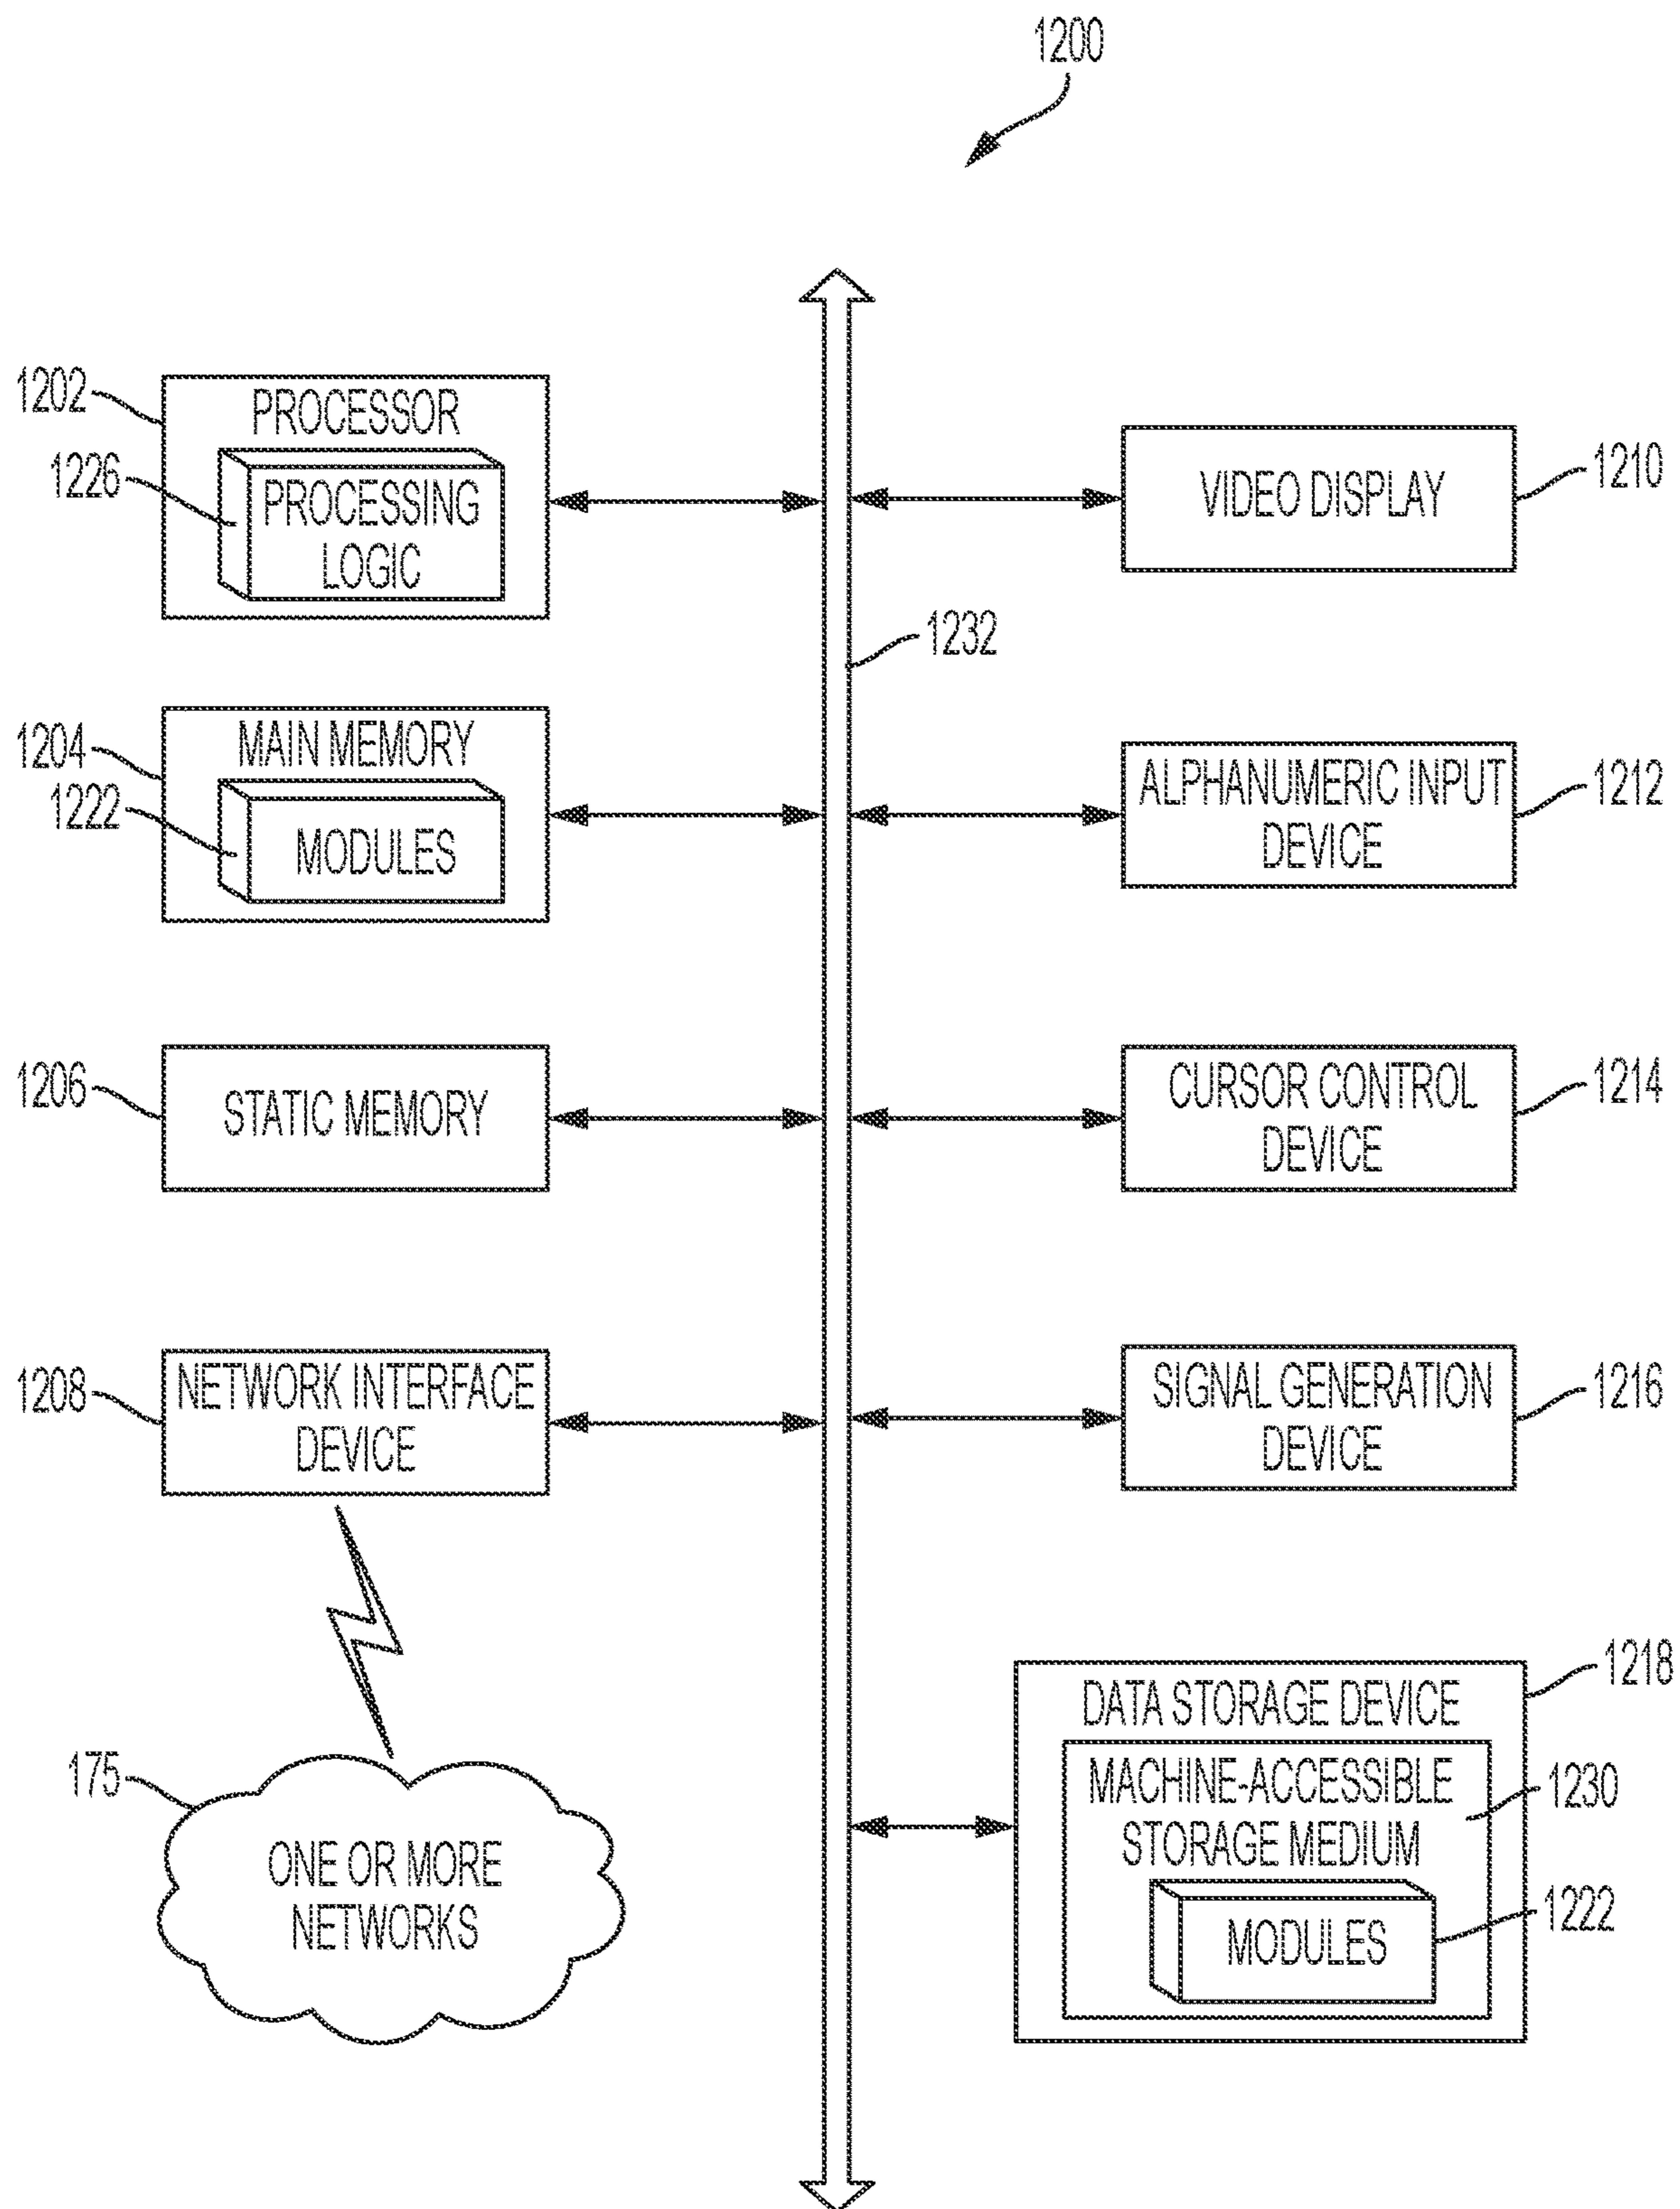 1200
1202
PROCESSOR
1226
PROCESSING
LOGIC
1210
VIDEO DISPLAY
1232
1204
MAIN MEMORY
1222
MODULES
ALPHANUMERIC INPUT
DEVICE
1212
1206
STATIC MEMORY
CURSOR CONTROL
DEVICE
1214
1208
NETWORK INTERFACE
DEVICE
SIGNAL GENERATION
DEVICE
1216
175
ONE OR MORE
NETWORKS
1218
DATA STORAGE DEVICE
MACHINE-ACCESSIBLE
STORAGE MEDIUM
1230
MODULES
1222